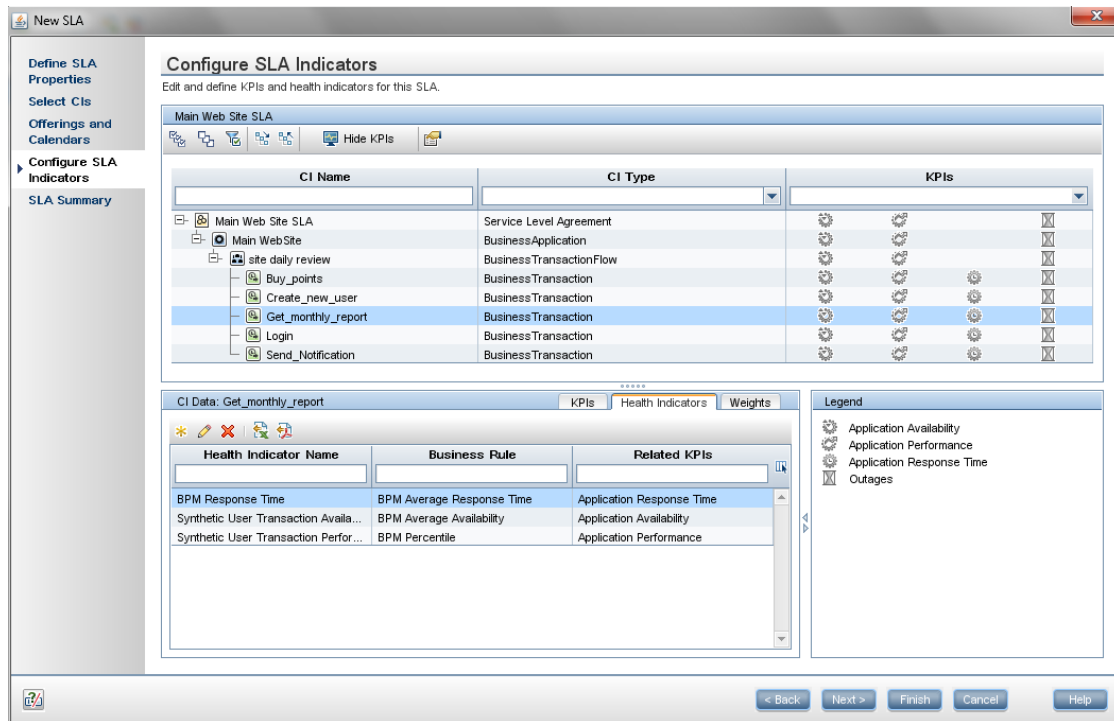 New SLA
Define SLA
Properties
Select CIs
Offerings and
Calendars
Configure SLA
Indicators
SLA Summary
Configure SLA Indicators
Edit and define KPIs and health indicators for this SLA.
Main Web Site SLA
Hide KPIs
CI Name CI Type KPIs
Main Web Site SLA Service Level Agreement
Main WebSite BusinessApplication
site daily review BusinessTransactionFlow
Buy_points BusinessTransaction
Create_new_user BusinessTransaction
Get_monthly_report BusinessTransaction
Login BusinessTransaction
Send_Notification BusinessTransaction
CI Data: Get_monthly_report KPIs Health Indicators Weights
Health Indicator Name Business Rule Related KPIs
BPM Response Time BPM Average Response Time Application Response Time
Synthetic User Transaction Availa... BPM Average Availability Application Availability
Synthetic User Transaction Perfor... BPM Percentile Application Performance
Legend
Application Availability
Application Performance
Application Response Time
Outages
< Back Next > Finish Cancel Help